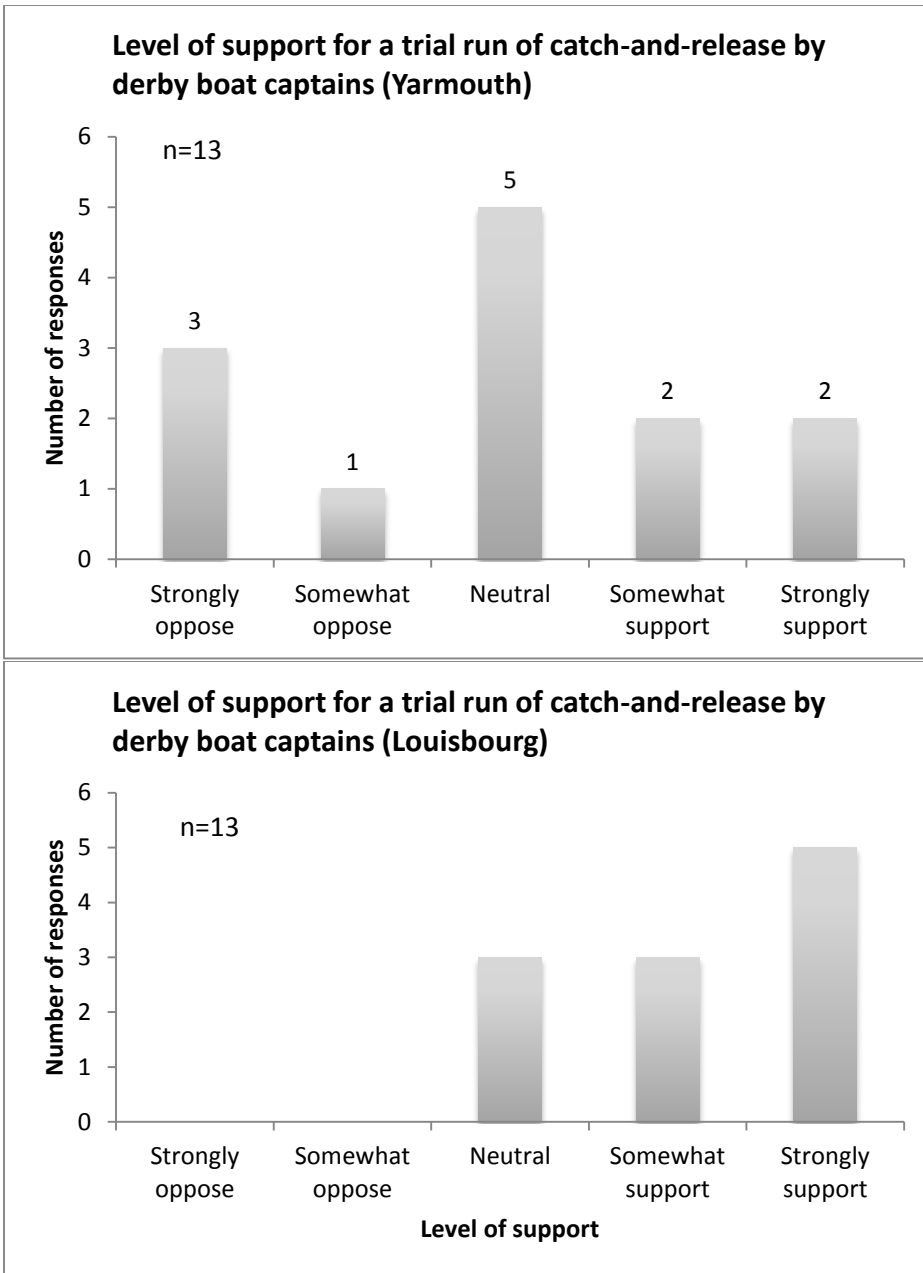 Level of support for a trial run of catch-and-release by
derby boat captains (Yarmouth)
n=13
Number of responses
6
5
4
3
2
1
0
3
1
5
2
2
Strongly
oppose
Somewhat
oppose
Neutral
Somewhat
support
Strongly
support
Level of support for a trial run of catch-and-release by
derby boat captains (Louisbourg)
n=13
Number of responses
6
5
4
3
2
1
0
Strongly
oppose
Somewhat
oppose
Neutral
Somewhat
support
Strongly
support
Level of support